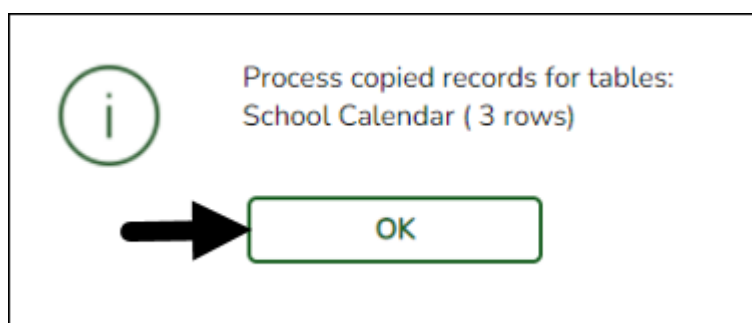 Process copied records for tables:
School Calendar ( 3 rows)
i
OK